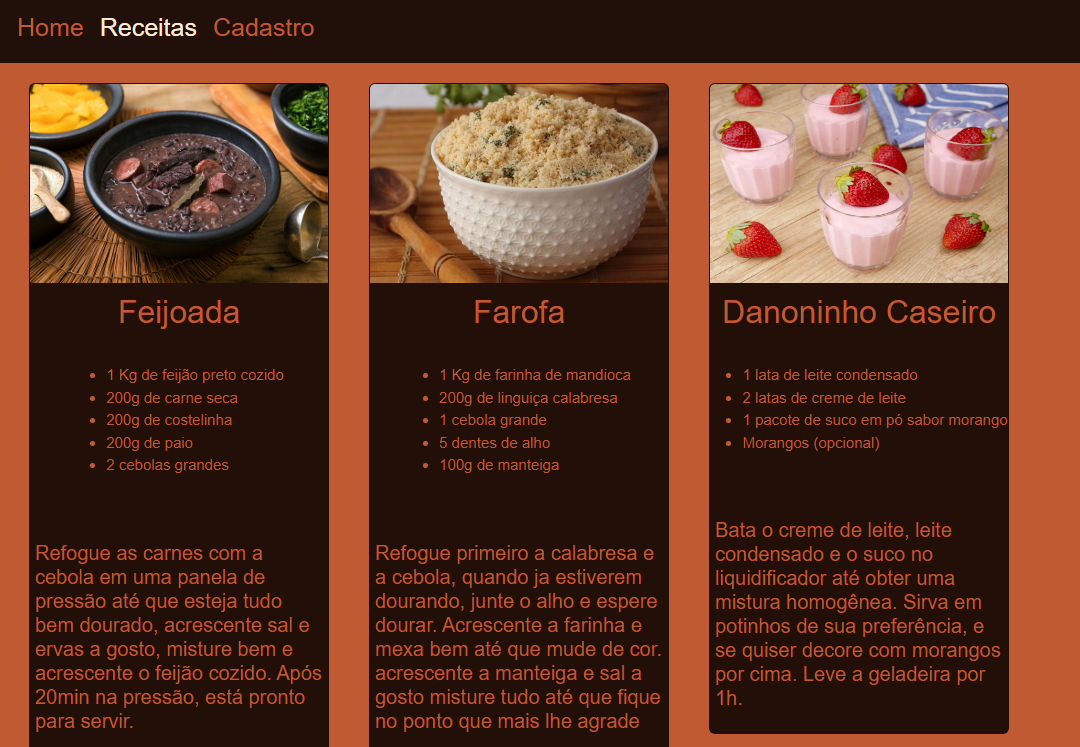 Home Receitas Cadastro
Feijoada
1 Kg de feijão preto cozido
200g de carne seca
200g de costelinha
200g de paio
2 cebolas grandes
Refogue as carnes com a
cebola em uma panela de
pressão até que esteja tudo
bem dourado, acrescente sal e
ervas a gosto, misture bem e
acrescente o feijão cozido. Após
20min na pressão, está pronto
para servir.
Farofa
1 Kg de farinha de mandioca
200g de linguiça calabresa
1 cebola grande
5 dentes de alho
100g de manteiga
Refogue primeiro a calabresa e
a cebola, quando ja estiverem
dourando, junte o alho e espere
dourar. Acrescente a farinha e
mexa bem até que mude de cor.
acrescente a manteiga e sal a
gosto misture tudo até que fique
no ponto que mais lhe agrade
Danoninho Caseiro
1 lata de leite condensado
2 latas de creme de leite
1 pacote de suco em pó sabor morango
Morangos (opcional)
Bata o creme de leite, leite
condensado e o suco no
liquidificador até obter uma
mistura homogênea. Sirva em
potinhos de sua preferência, e
se quiser decore com morangos
por cima. Leve a geladeira por
1h.